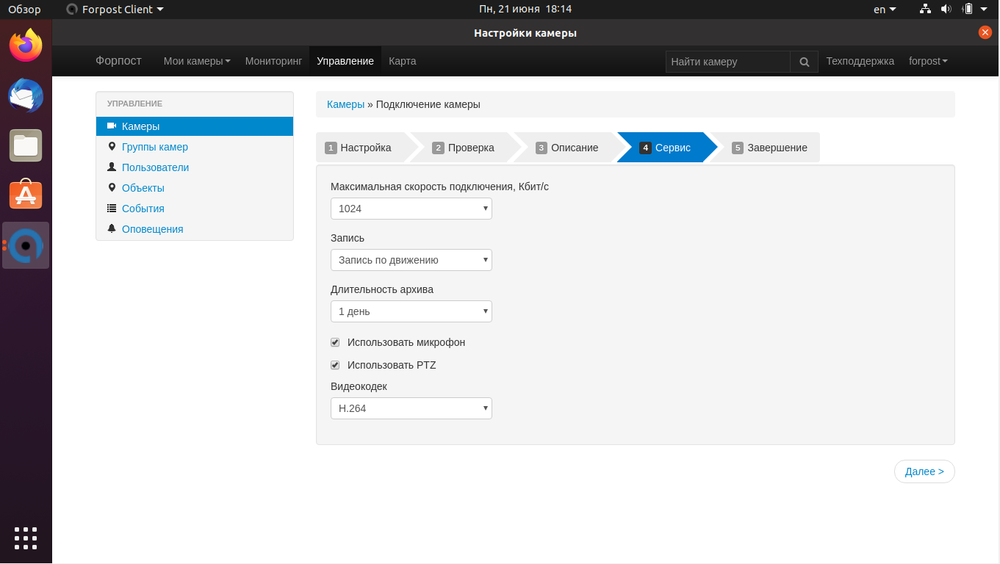 Обзор Forpost Client Пн, 21 июня 18:14 en
Настройки камеры
Форпост Мои камеры Мониторинг Управление Карта Найти камеру Техподдержка forpost
УПРАВЛЕНИЕ
Камеры
Группы камер
Пользователи
Объекты
События
Оповещения
Камеры » Подключение камеры
1 Настройка 2 Проверка 3 Описание 4 Сервис 5 Завершение
Максимальная скорость подключения, Кбит/с
1024
Запись
Запись по движению
Длительность архива
1 день
Использовать микрофон
Использовать PTZ
Видеокодек
H.264
Далее >